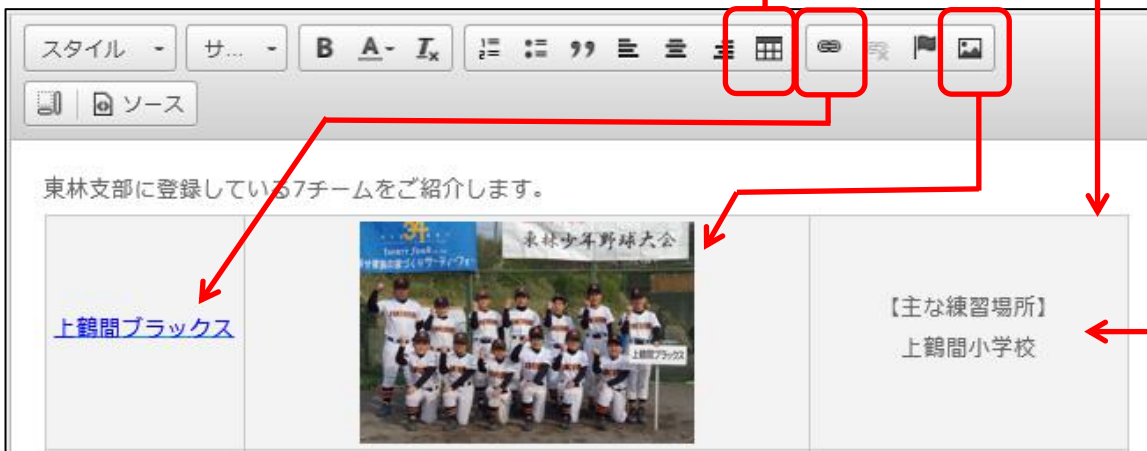 スタイル サ... B A Ix
ソース
東林支部に登録している7チームをご紹介します。
東林少年野球大会
上鶴間ブラックス
上鶴間ブラックス
【主な練習場所】
上鶴間小学校